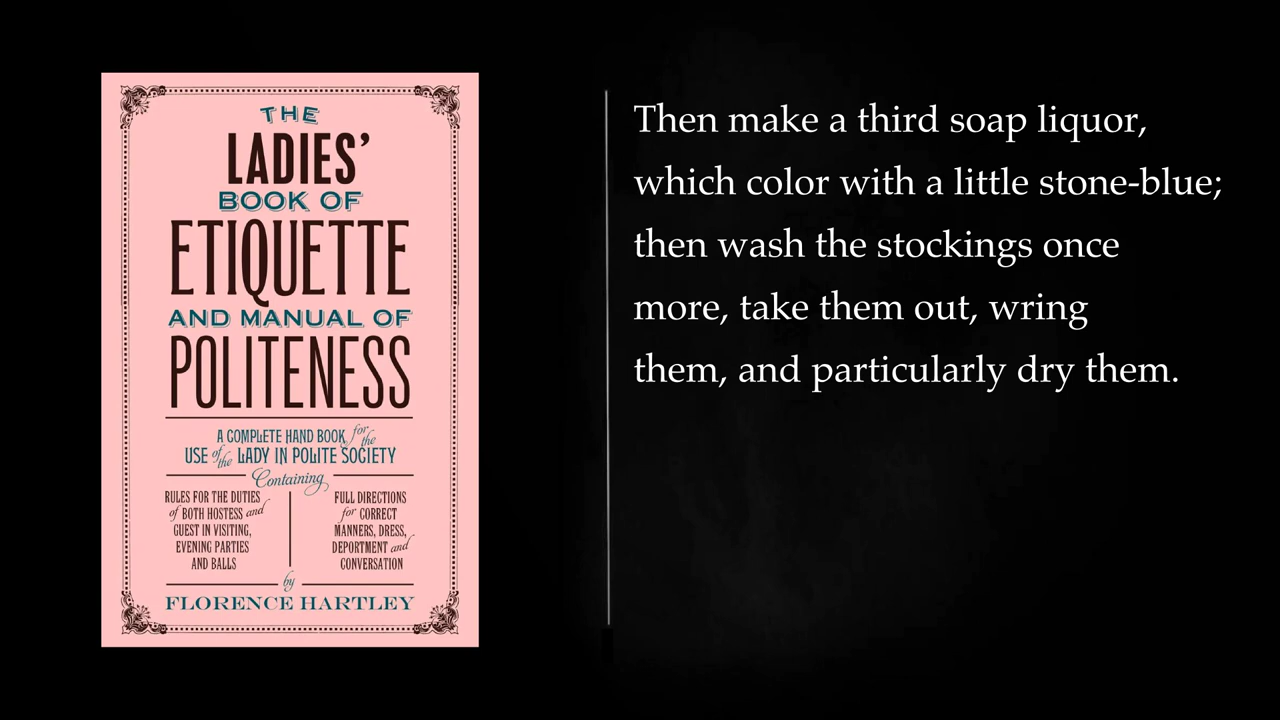 THE
LADIES'
BOOK OF
ETIQUETTE
AND MANUAL OF
POLITENESS
A COMPLETE HAND BOOK for the
USE of the LADY IN POLITE SOCIETY
Containing
RULES FOR THE DUTIES
of BOTH HOSTESS and
GUEST IN VISITING,
EVENING PARTIES
AND BALLS
FULL DIRECTIONS
for CORRECT
MANNERS, DRESS,
DEPORTMENT and
CONVERSATION
by
FLORENCE HARTLEY
Then make a third soap liquor,
which color with a little stone-blue;
then wash the stockings once
more, take them out, wring
them, and particularly dry them.